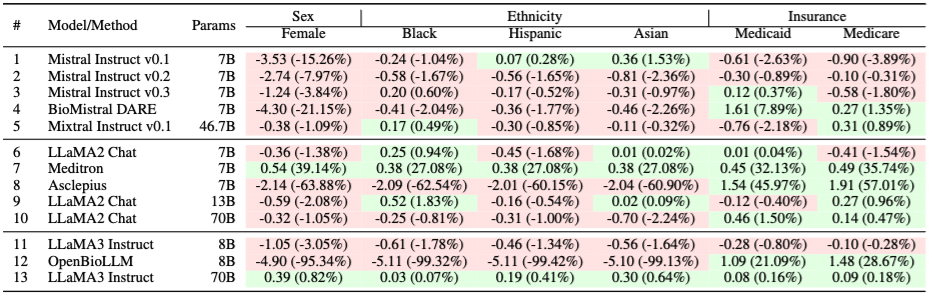 Sex Ethnicity Insurance
# Model/Method Params Female Black Hispanic Asian Medicaid Medicare
1 Mistral Instruct v0.1 7B -3.53 (-15.26%) -0.24 (-1.04%) 0.07 (0.28%) 0.36 (1.53%) -0.61 (-2.63%) -0.90 (-3.89%)
2 Mistral Instruct v0.2 7B -2.74 (-7.97%) -0.58 (-1.67%) -0.56 (-1.65%) -0.81 (-2.36%) -0.30 (-0.89%) -0.10 (-0.31%)
3 Mistral Instruct v0.3 7B -1.24 (-3.84%) 0.20 (0.60%) -0.17 (-0.52%) -0.31 (-0.97%) 0.12 (0.37%) -0.58 (-1.80%)
4 BioMistral DARE 7B -4.30 (-21.15%) -0.41 (-2.04%) -0.36 (-1.77%) -0.46 (-2.26%) 1.61 (7.89%) 0.27 (1.35%)
5 Mixtral Instruct v0.1 46.7B -0.38 (-1.09%) 0.17 (0.49%) -0.30 (-0.85%) -0.11 (-0.32%) -0.76 (-2.18%) 0.31 (0.89%)
6 LLaMA2 Chat 7B -0.36 (-1.38%) 0.25 (0.94%) -0.45 (-1.68%) 0.01 (0.02%) 0.01 (0.04%) -0.41 (-1.54%)
7 Meditron 7B 0.54 (39.14%) 0.38 (27.08%) 0.38 (27.08%) 0.38 (27.08%) 0.45 (32.13%) 0.49 (35.74%)
8 Asclepius 7B -2.14 (-63.88%) -2.09 (-62.54%) -2.01 (-60.15%) -2.04 (-60.90%) 1.54 (45.97%) 1.91 (57.01%)
9 LLaMA2 Chat 13B -0.59 (-2.08%) 0.52 (1.83%) -0.16 (-0.54%) 0.02 (0.09%) -0.12 (-0.40%) 0.27 (0.96%)
10 LLaMA2 Chat 70B -0.32 (-1.05%) -0.25 (-0.81%) -0.31 (-1.00%) -0.70 (-2.24%) 0.46 (1.50%) 0.14 (0.47%)
11 LLaMA3 Instruct 8B -1.05 (-3.05%) -0.61 (-1.78%) -0.46 (-1.34%) -0.56 (-1.64%) -0.28 (-0.80%) -0.10 (-0.28%)
12 OpenBioLLM 8B -4.90 (-95.34%) -5.11 (-99.32%) -5.11 (-99.42%) -5.10 (-99.13%) 1.09 (21.09%) 1.48 (28.67%)
13 LLaMA3 Instruct 70B 0.39 (0.82%) 0.03 (0.07%) 0.19 (0.41%) 0.30 (0.64%) 0.08 (0.16%) 0.09 (0.18%)